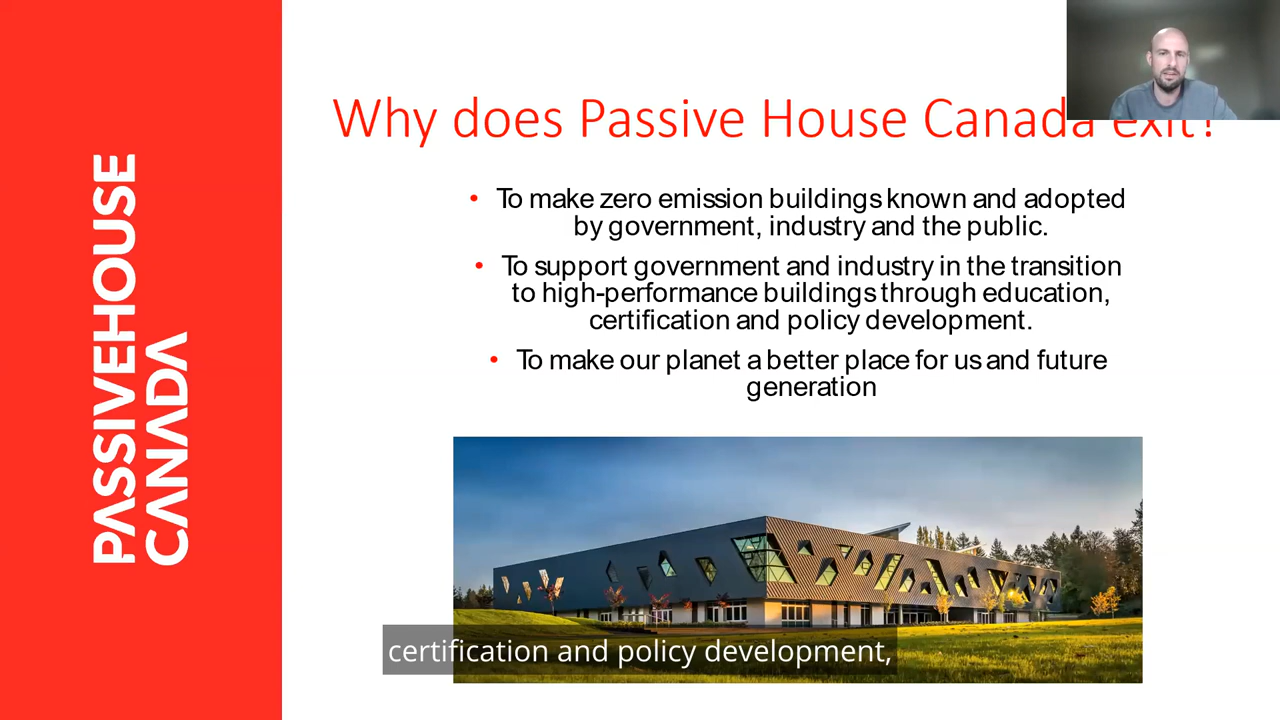 PASSIVEHOUSE
CANADA
Why does Passive House Canada exit?
• To make zero emission buildings known and adopted
by government, industry and the public.
• To support government and industry in the transition
to high-performance buildings through education,
certification and policy development.
• To make our planet a better place for us and future
generation
certification and policy development,